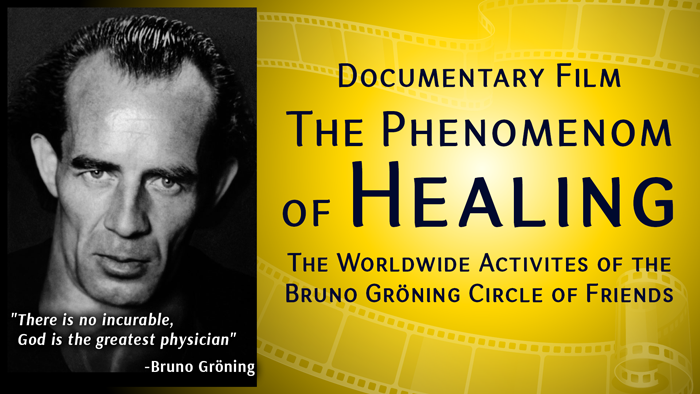 "There is no incurable,
God is the greatest physician"
-Bruno Gröning
Documentary Film
The Phenomenom
of Healing
The Worldwide Activites of the
Bruno Gröning Circle of Friends